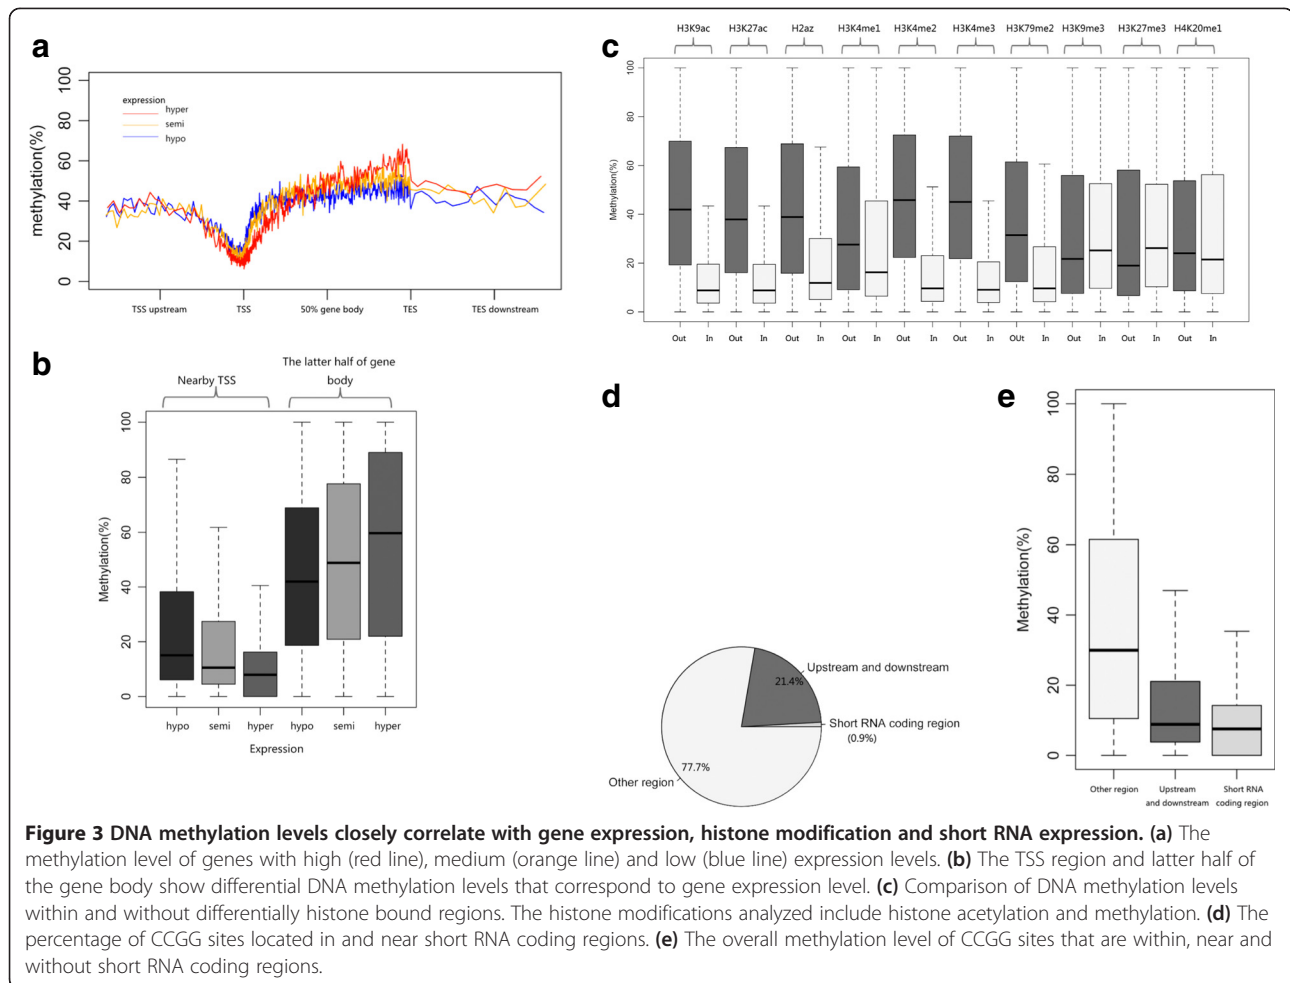 a
100
80
60
40
20
0
methylation(%)
expression
hyper
semi
hypo
TSS upstream
TSS
50% gene body
TES
TES downstream
c
H3K9ac
H3K27ac
H2az
H3K4me1
H3K4me2
H3K4me3
H3K79me2
H3K9me3
H3K27me3
H4K20me1
100
80
60
40
20
0
Methylation(%)
Out In Out In Out In Out In Out In Out In Out In Out In Out In Out In
b
Nearby TSS
The latter half of gene
body
100
80
60
40
20
0
Methylation(%)
hypo semi hyper hypo semi hyper
Expression
d
Upstream and downstream
21.4%
Short RNA coding region
(0.9%)
77.7%
Other region
e
100
80
60
40
20
0
Methylation(%)
Other region
Upstream
and downstream
Short RNA
coding region
Figure 3 DNA methylation levels closely correlate with gene expression, histone modification and short RNA expression. (a) The
methylation level of genes with high (red line), medium (orange line) and low (blue line) expression levels. (b) The TSS region and latter half of
the gene body show differential DNA methylation levels that correspond to gene expression level. (c) Comparison of DNA methylation levels
within and without differentially histone bound regions. The histone modifications analyzed include histone acetylation and methylation. (d) The
percentage of CCGG sites located in and near short RNA coding regions. (e) The overall methylation level of CCGG sites that are within, near and
without short RNA coding regions.